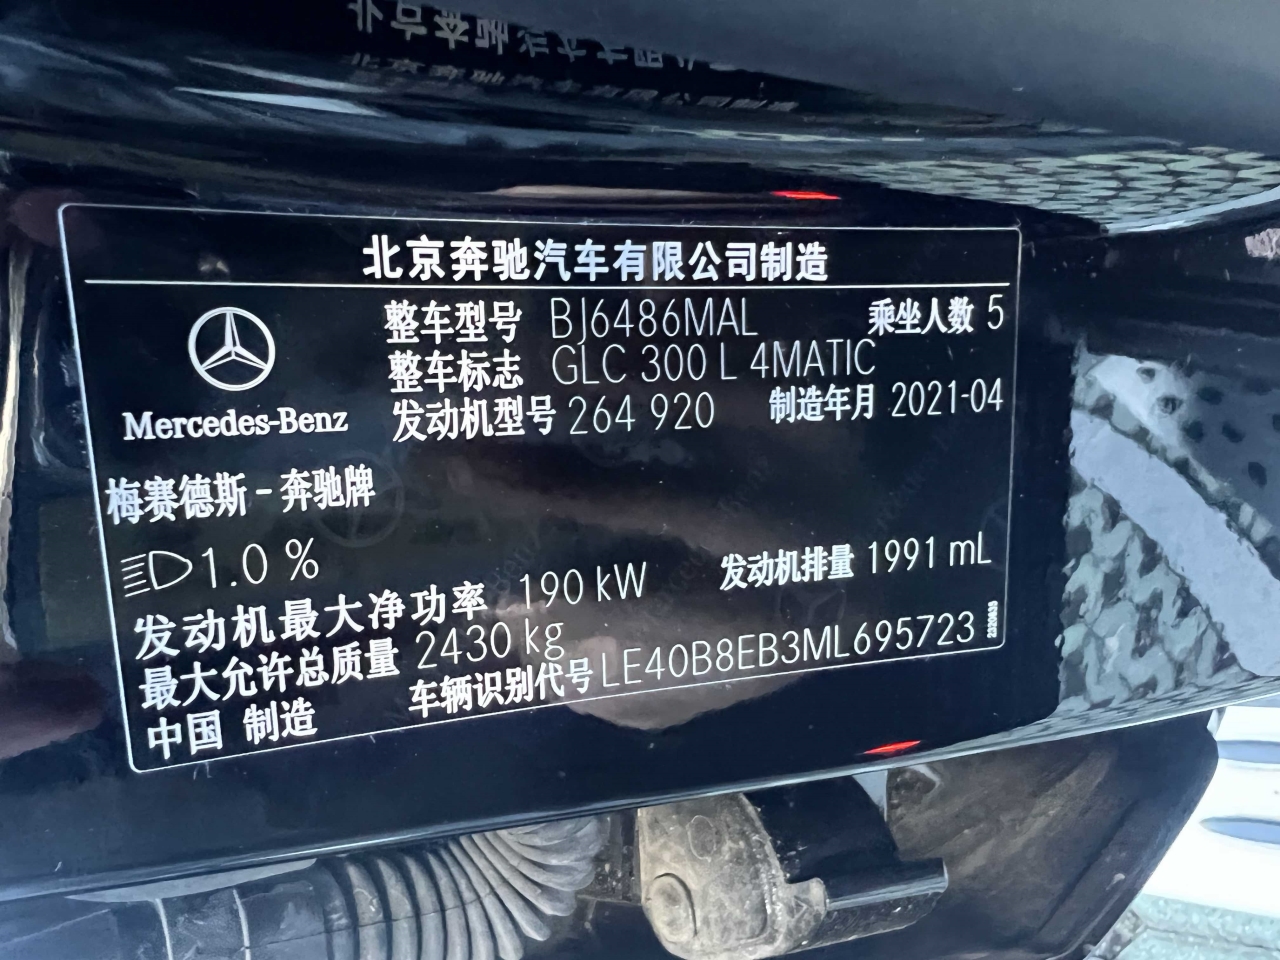 北京奔驰汽车有限公司制造
整车型号 BJ6486MAL 乘坐人数 5
整车标志 GLC 300 L 4MATIC
发动机型号 264 920 制造年月 2021-04
Mercedes-Benz
梅赛德斯-奔驰牌
1.0 %
发动机最大净功率 190 kW 发动机排量 1991 mL
最大允许总质量 2430 kg
中国 制造 车辆识别代号 LE40B8EB3ML695723